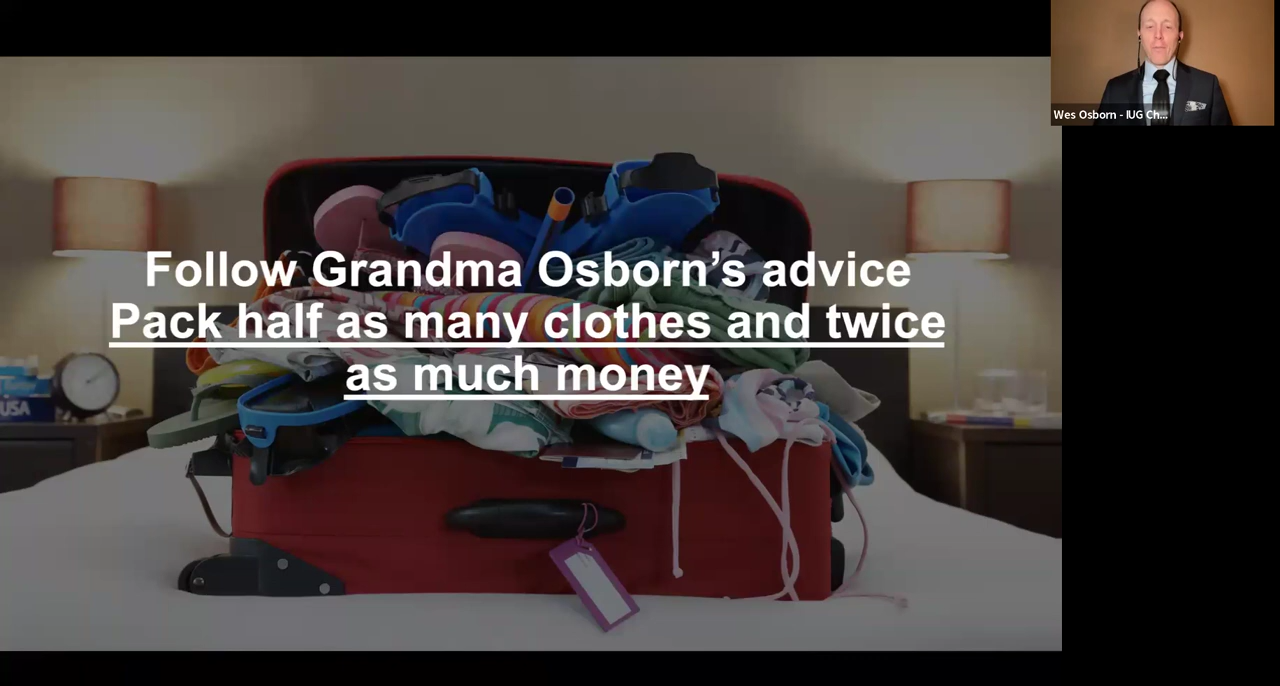 Wes Osborn - IUG Ch...
Follow Grandma Osborn’s advice
Pack half as many clothes and twice
as much money
USA